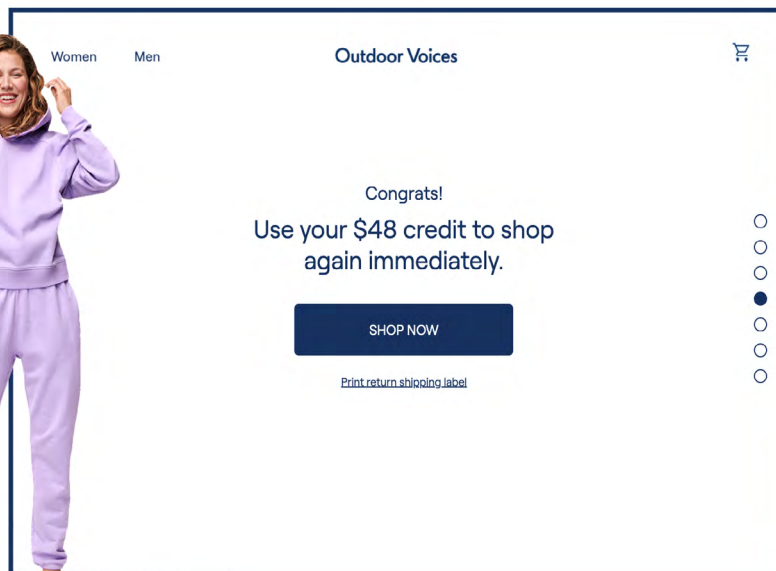 Women Men Outdoor Voices
Congrats!
Use your $48 credit to shop
again immediately.
SHOP NOW
Print return shipping label